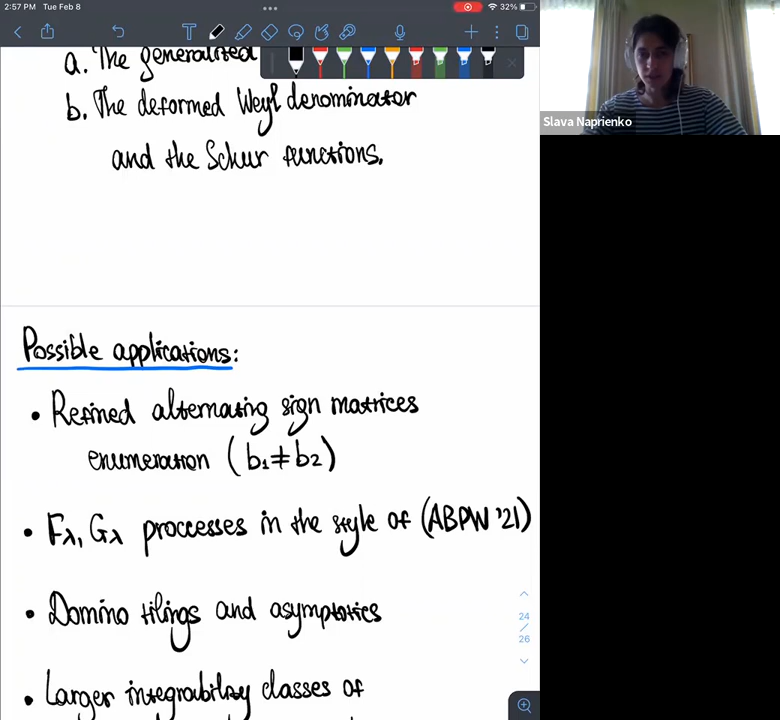 2:57 PM Tue Feb 8
32%
a. The generalized
b. The deformed Weyl denominator
and the Schur functions.
Slava Naprienko
Possible applications:
• Refined alternating sign matrices
enumeration (b₁≠b₂)
• Fλ, Gλ proccesses in the style of (ABPW '21)
• Domino tilings and asymptotics
24
/
26
• Larger integrability classes of